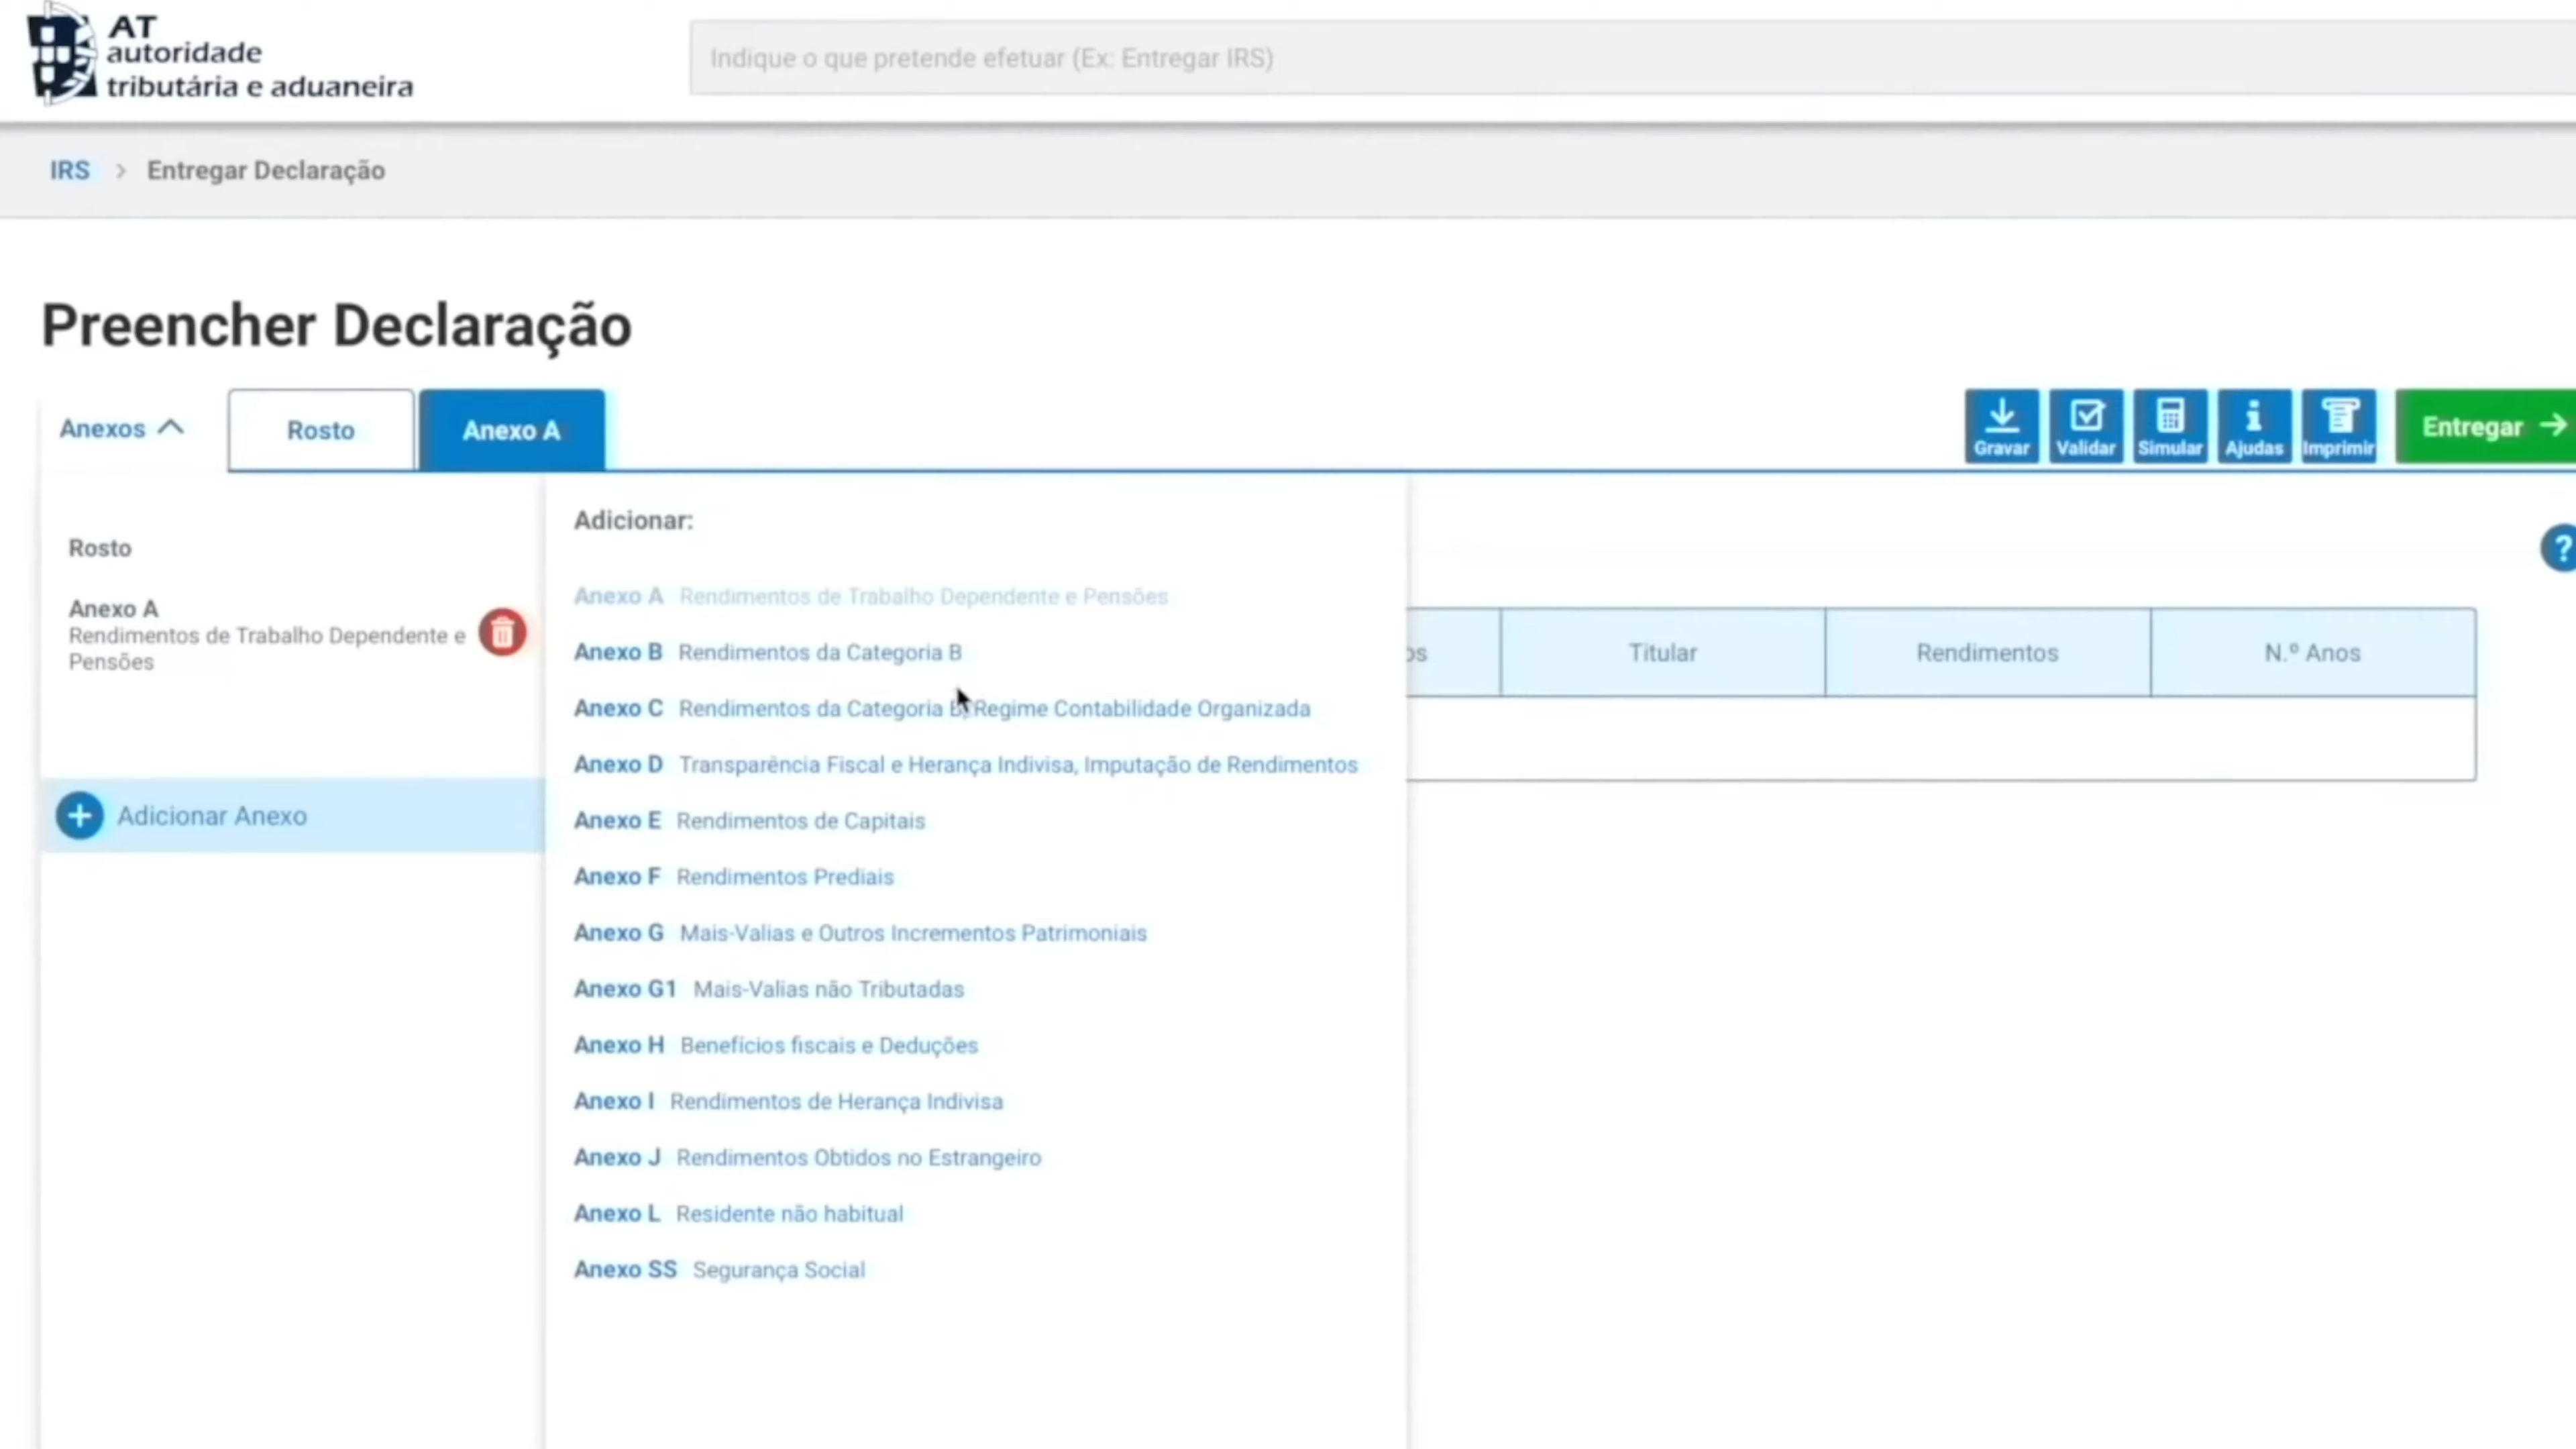 AT
autoridade
tributária e aduaneira
Indique o que pretende efetuar (Ex: Entregar IRS)
IRS > Entregar Declaração
Preencher Declaração
Anexos
Rosto
Anexo A
Gravar
Validar
Simular
Ajudas
Imprimir
Entregar →
Rosto
Anexo A
Rendimentos de Trabalho Dependente e
Pensões
Adicionar Anexo
Adicionar:
Anexo A Rendimentos de Trabalho Dependente e Pensões
Anexo B Rendimentos da Categoria B
Anexo C Rendimentos da Categoria B, Regime Contabilidade Organizada
Anexo D Transparência Fiscal e Herança Indivisa, Imputação de Rendimentos
Anexo E Rendimentos de Capitais
Anexo F Rendimentos Prediais
Anexo G Mais-Valias e Outros Incrementos Patrimoniais
Anexo G1 Mais-Valias não Tributadas
Anexo H Benefícios fiscais e Deduções
Anexo I Rendimentos de Herança Indivisa
Anexo J Rendimentos Obtidos no Estrangeiro
Anexo L Residente não habitual
Anexo SS Segurança Social
?
Titular
Rendimentos
N.º Anos